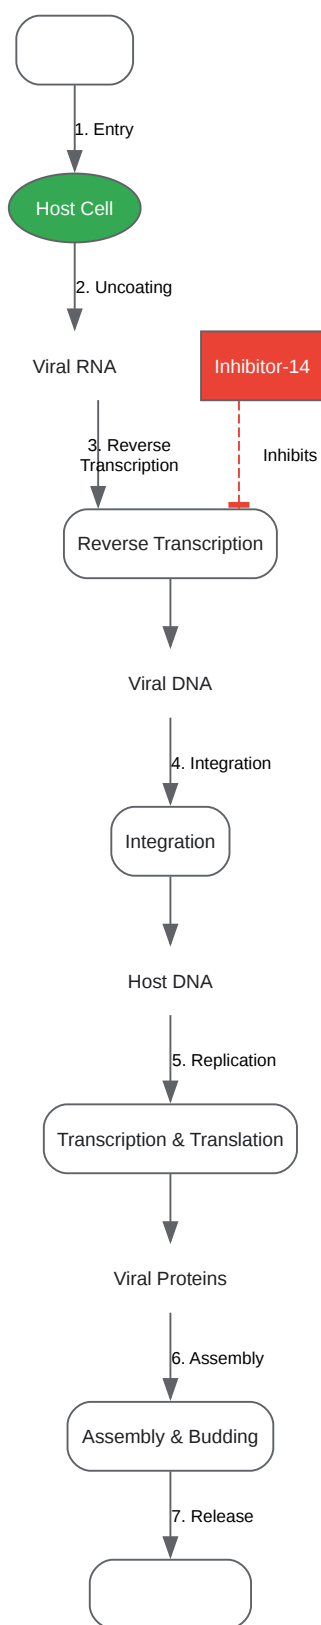 1. Entry
Host Cell
2. Uncoating
Viral RNA
Inhibitor-14
3. Reverse
Transcription
Inhibits
Reverse Transcription
Viral DNA
4. Integration
Integration
Host DNA
5. Replication
Transcription & Translation
Viral Proteins
6. Assembly
Assembly & Budding
7. Release